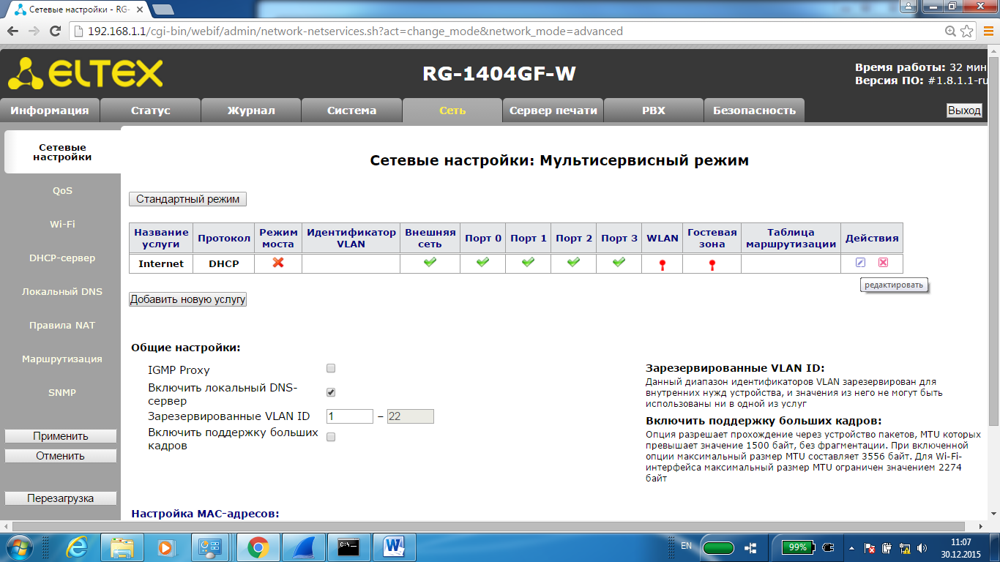 Сетевые настройки - RG-
192.168.1.1/cgi-bin/webif/admin/network-netservices.sh?act=change_mode&network_mode=advanced
ELTEX
RG-1404GF-W
Время работы: 32 мин
Версия ПО: #1.8.1.1-ru
Информация
Статус
Журнал
Система
Сеть
Сервер печати
PBX
Безопасность
Выход
Сетевые
настройки
QoS
Wi-Fi
DHCP-сервер
Локальный DNS
Правила NAT
Маршрутизация
SNMP
Применить
Отменить
Перезагрузка
Сетевые настройки: Мультисервисный режим
Стандартный режим
Название услуги
Протокол
Режим моста
Идентификатор VLAN
Внешняя сеть
Порт 0
Порт 1
Порт 2
Порт 3
WLAN
Гостевая зона
Таблица маршрутизации
Действия
Internet
DHCP
редактировать
Добавить новую услугу
Общие настройки:
IGMP Proxy
Включить локальный DNS-
сервер
Зарезервированные VLAN ID 1 – 22
Включить поддержку больших
кадров
Зарезервированные VLAN ID:
Данный диапазон идентификаторов VLAN зарезервирован для
внутренних нужд устройства, и значения из него не могут быть
использованы ни в одной из услуг
Включить поддержку больших кадров:
Опция разрешает прохождение через устройство пакетов, MTU которых
превышает значение 1500 байт, без фрагментации. При включенной
опции максимальный размер MTU составляет 3556 байт. Для Wi-Fi-
интерфейса максимальный размер MTU ограничен значением 2274
байт
Настройка MAC-адресов:
EN
99%
11:07
30.12.2015